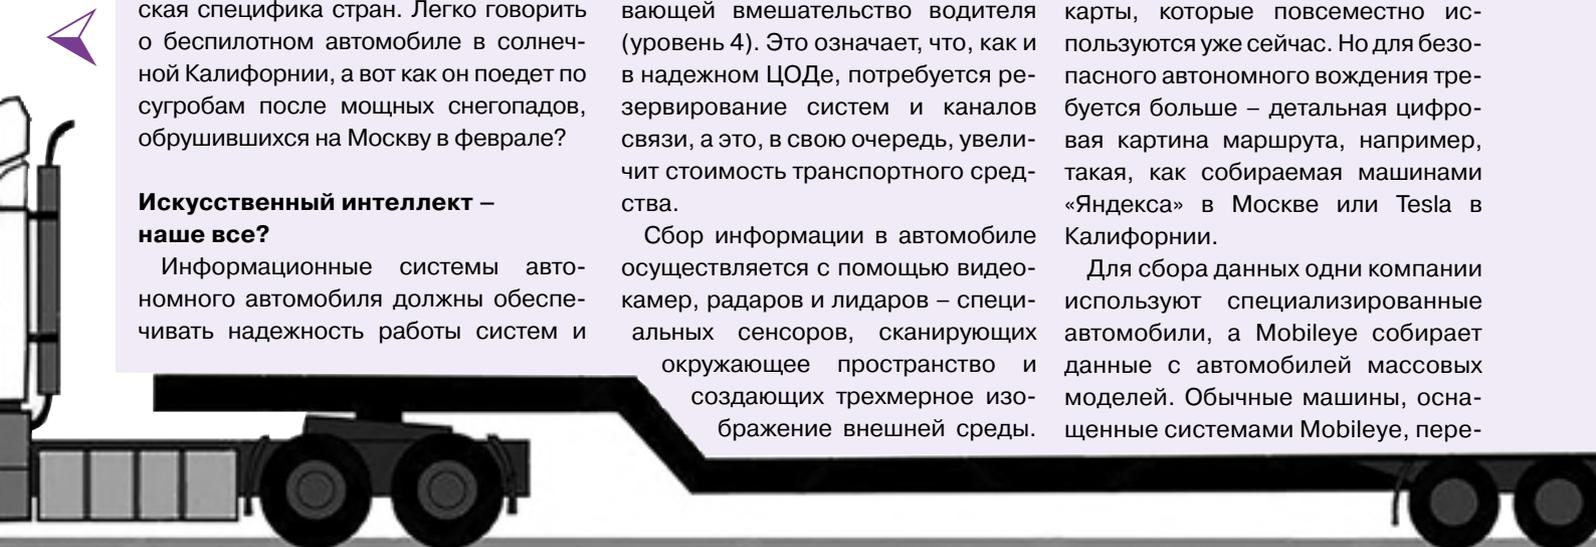 ская специфика стран. Легко говорить
о беспилотном автомобиле в солнеч-
ной Калифорнии, а вот как он поедет по
сугробам после мощных снегопадов,
обрушившихся на Москву в феврале?
Искусственный интеллект –
наше все?
Информационные системы авто-
номного автомобиля должны обеспе-
чивать надежность работы систем и
вающей вмешательство водителя
(уровень 4). Это означает, что, как и
в надежном ЦОДе, потребуется ре-
зервирование систем и каналов
связи, а это, в свою очередь, увели-
чит стоимость транспортного сред-
ства.
Сбор информации в автомобиле
осуществляется с помощью видео-
камер, радаров и лидаров – специ-
альных сенсоров, сканирующих
окружающее пространство и
создающих трехмерное изо-
бражение внешней среды.
карты, которые повсеместно ис-
пользуются уже сейчас. Но для безо-
пасного автономного вождения тре-
буется больше – детальная цифро-
вая картина маршрута, например,
такая, как собираемая машинами
«Яндекса» в Москве или Tesla в
Калифорнии.
Для сбора данных одни компании
используют специализированные
автомобили, а Mobileye собирает
данные с автомобилей массовых
моделей. Обычные машины, осна-
щенные системами Mobileye, пере-